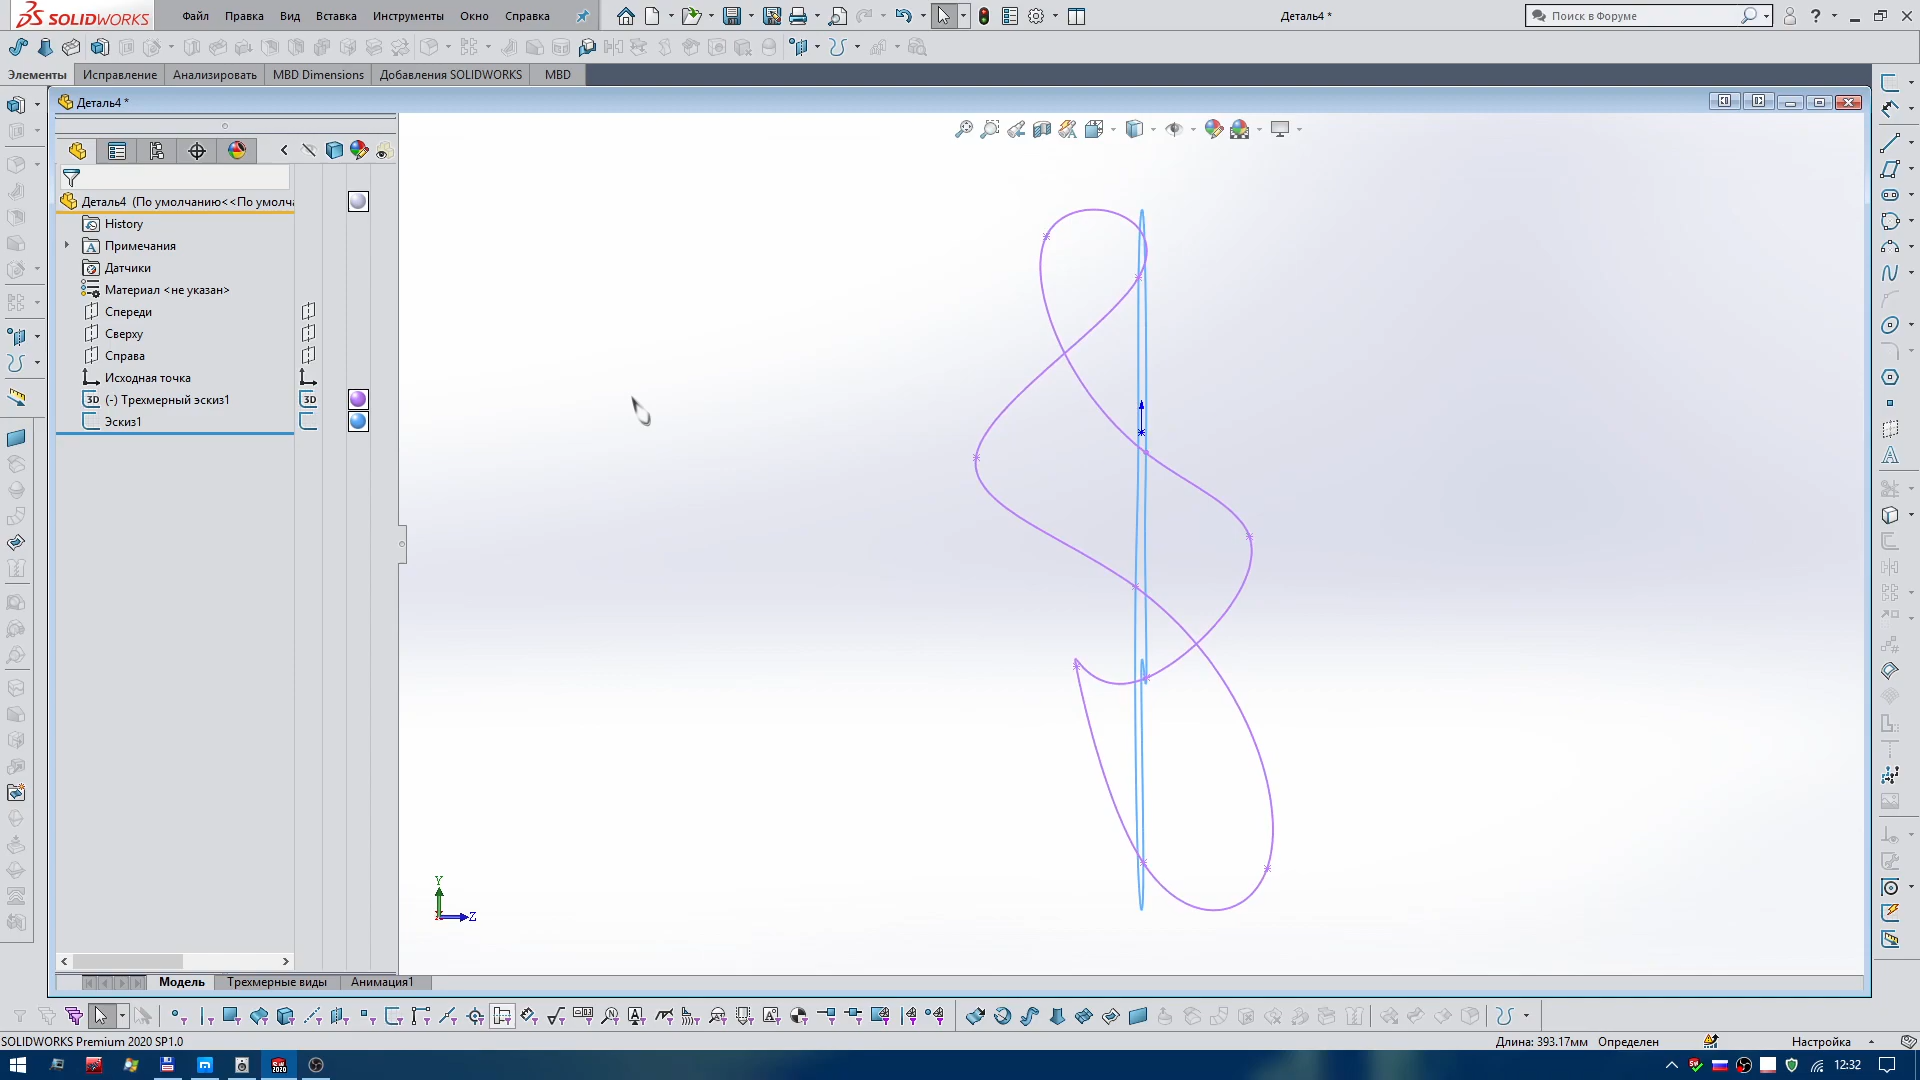 SOLIDWORKS
Файл Правка Вид Вставка Инструменты Окно Справка
Деталь4 *
Поиск в Форуме
Элементы Исправление Анализировать MBD Dimensions Добавления SOLIDWORKS MBD
Деталь4 *
Деталь4 (По умолчанию<<По умолча
History
Примечания
Датчики
Материал <не указан>
Спереди
Сверху
Справа
Исходная точка
3D (-) Трехмерный эскиз1 3D
Эскиз1
Y
Z
Модель Трехмерные виды Анимация1
SOLIDWORKS Premium 2020 SP1.0
Длина: 393.17мм Определен
Настройка
12:32